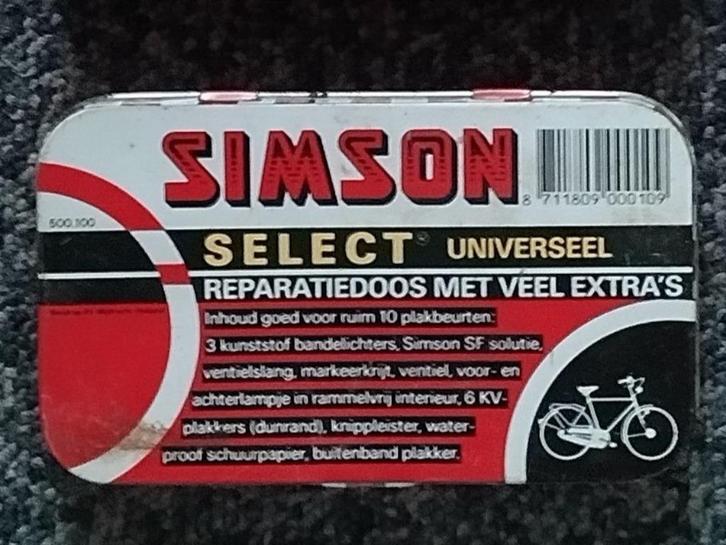 SIMSON
8 711809 000109
500.100
SELECT® UNIVERSEEL
REPARATIEDOOS MET VEEL EXTRA'S
Inhoud goed voor ruim 10 plakbeurten:
3 kunststof bandelichters, Simson SF solutie,
ventielslang, markeerkrijt, ventiel, voor- en
achterlampje in rammelvrij interieur, 6 KV-
plakkers (dunrand), knippleister, water-
proof schuurpapier, buitenband plakker.